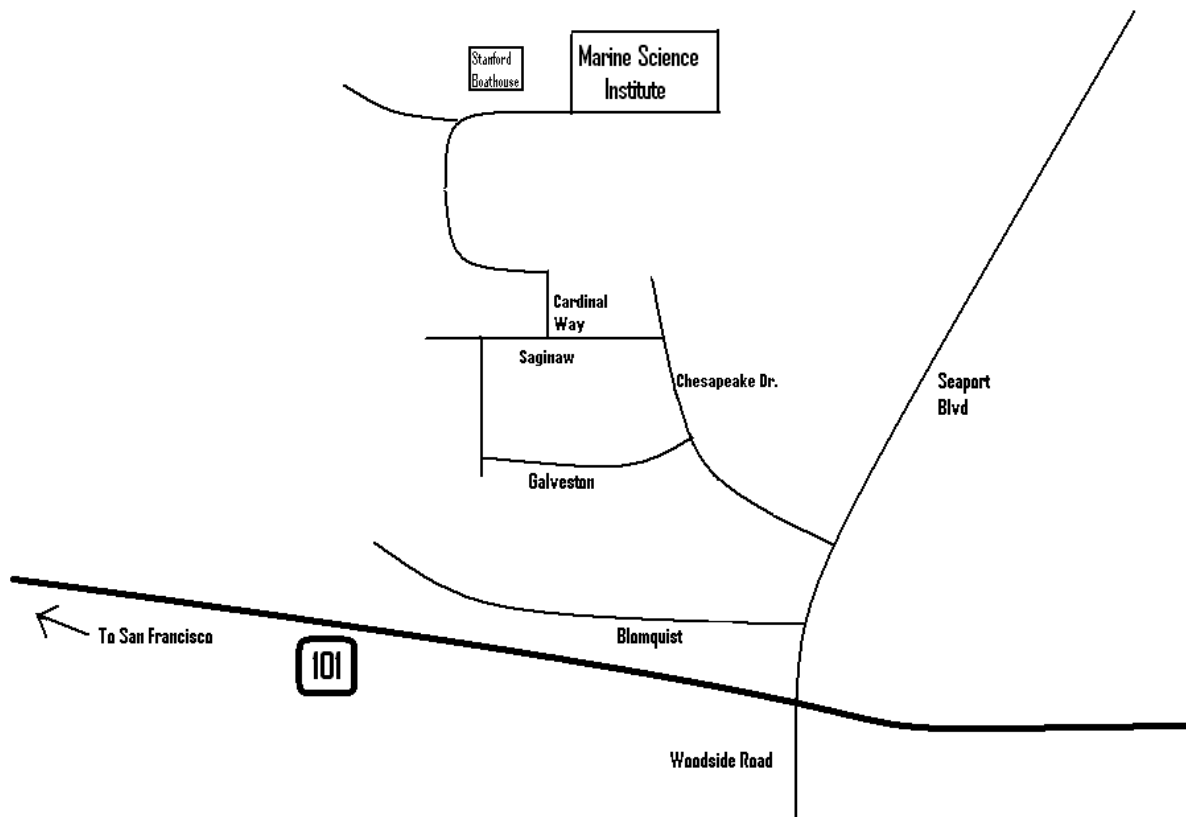 Stanford
Boathouse
Marine Science
Institute
Cardinal
Way
Saginaw
Chesapeake Dr.
Seaport
Blvd
Galveston
To San Francisco
Blomquist
101
Woodside Road